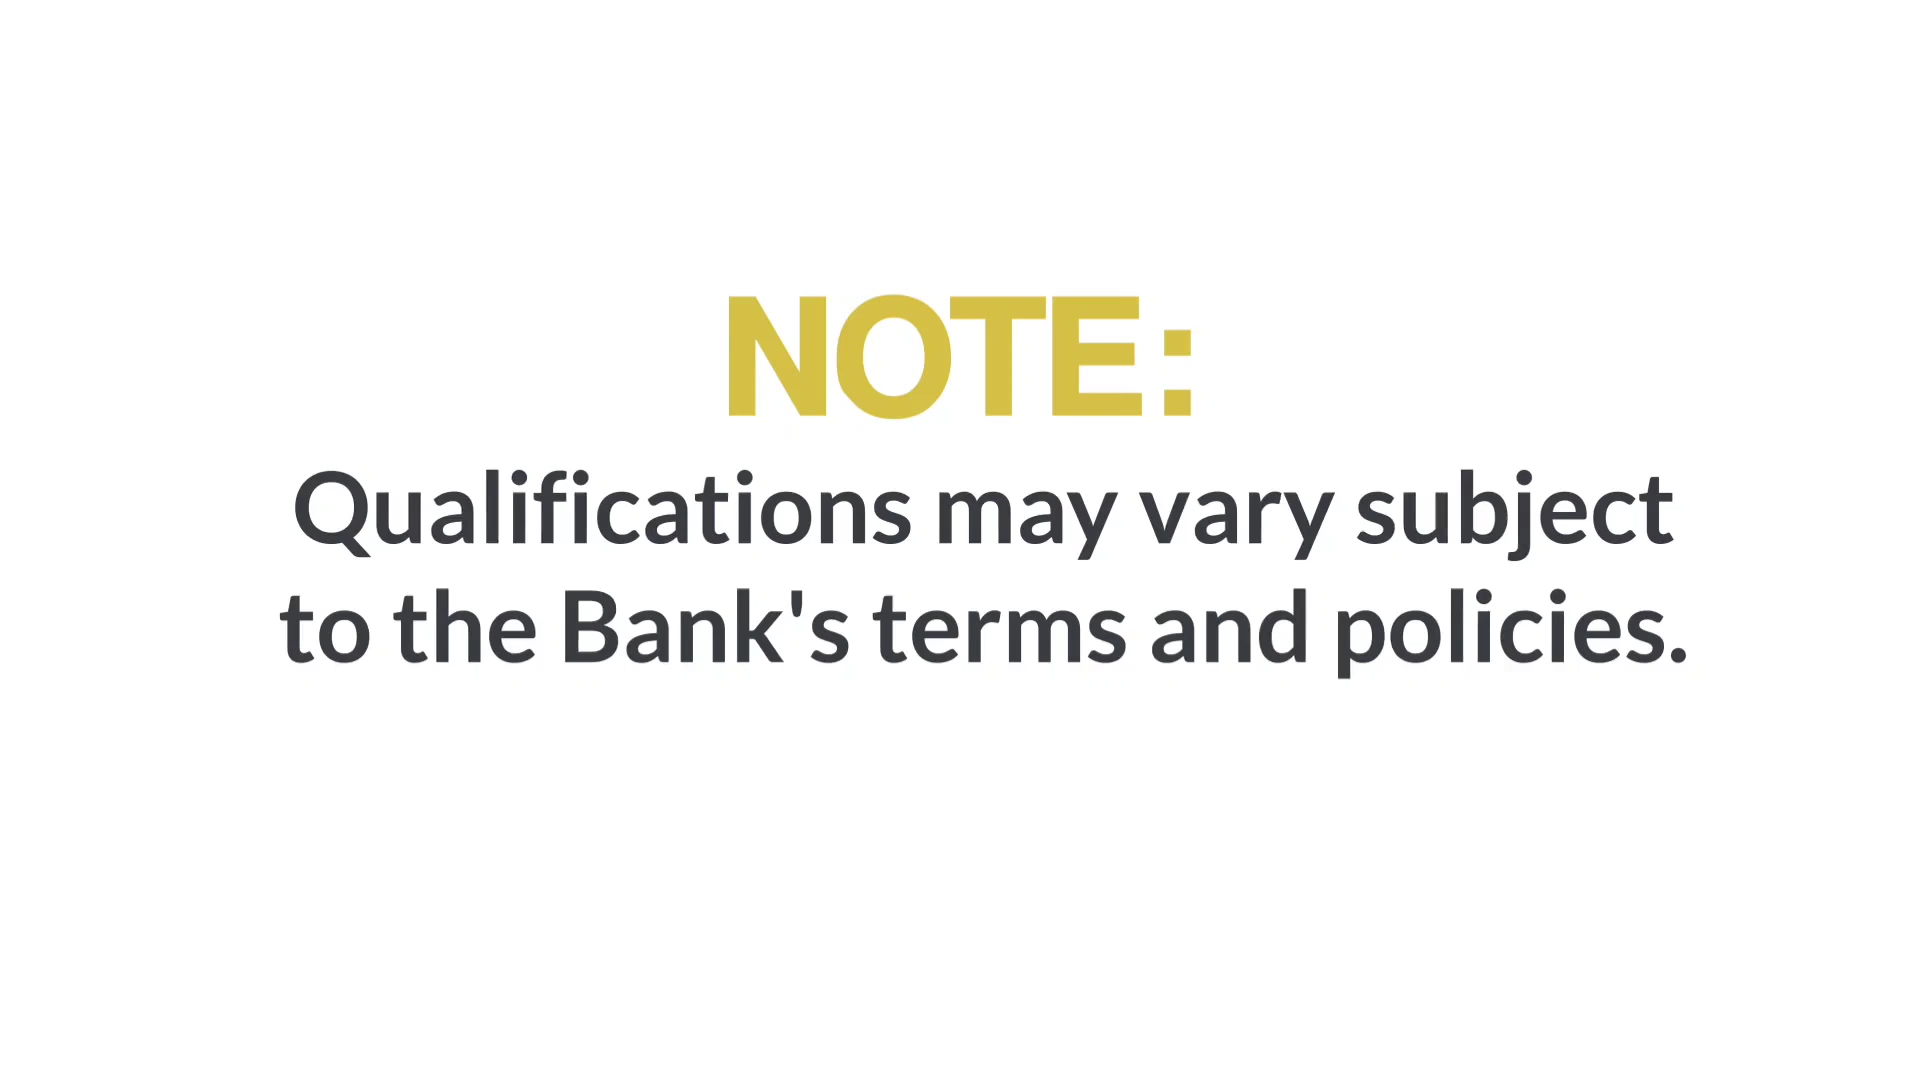 NOTE:
Qualifications may vary subject
to the Bank's terms and policies.